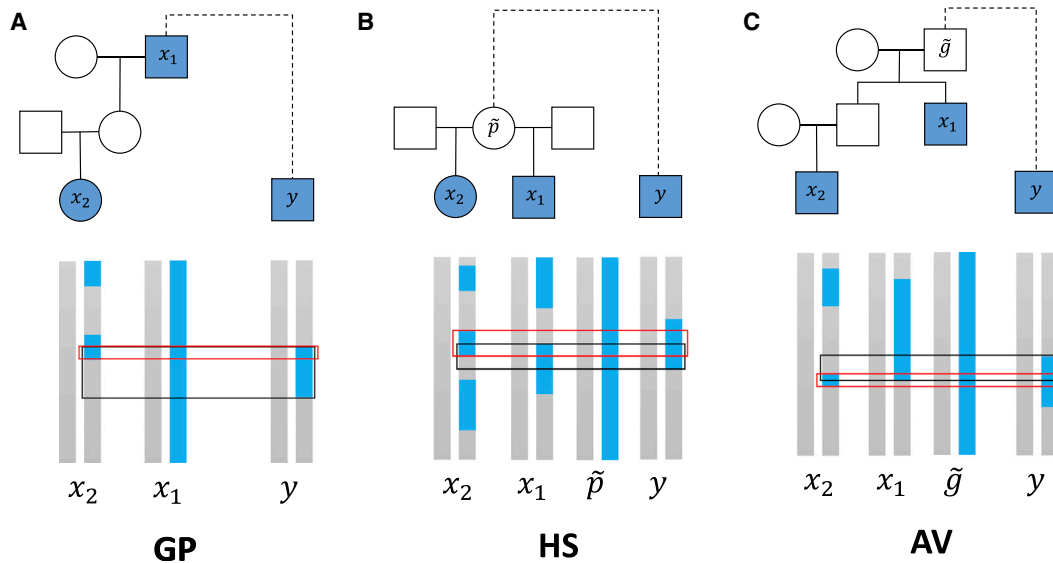 A
x₁
x₂
y
x₂
x₁
y
GP
B
p̃
x₂
x₁
y
x₂
x₁
p̃
y
HS
C
g̃
x₁
x₂
y
x₂
x₁
g̃
y
AV